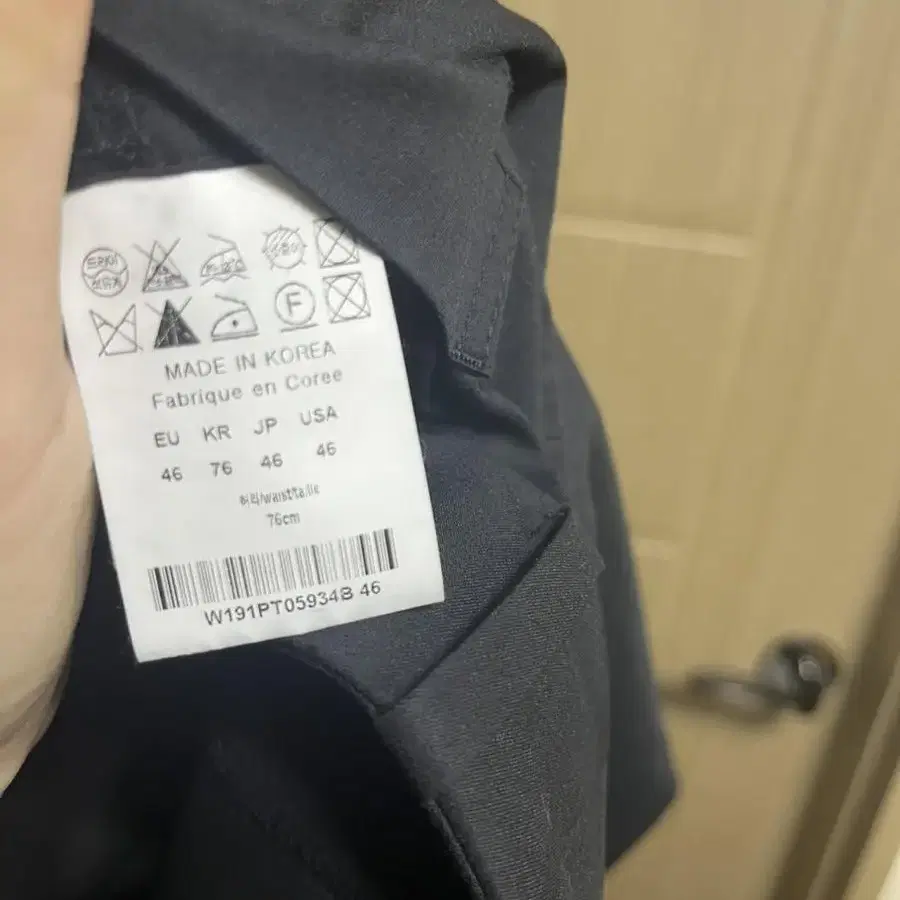 F
MADE IN KOREA
Fabrique en Coree
EU KR JP USA
46 76 46 46
허리/waist/taille
76cm
W191PT05934B 46